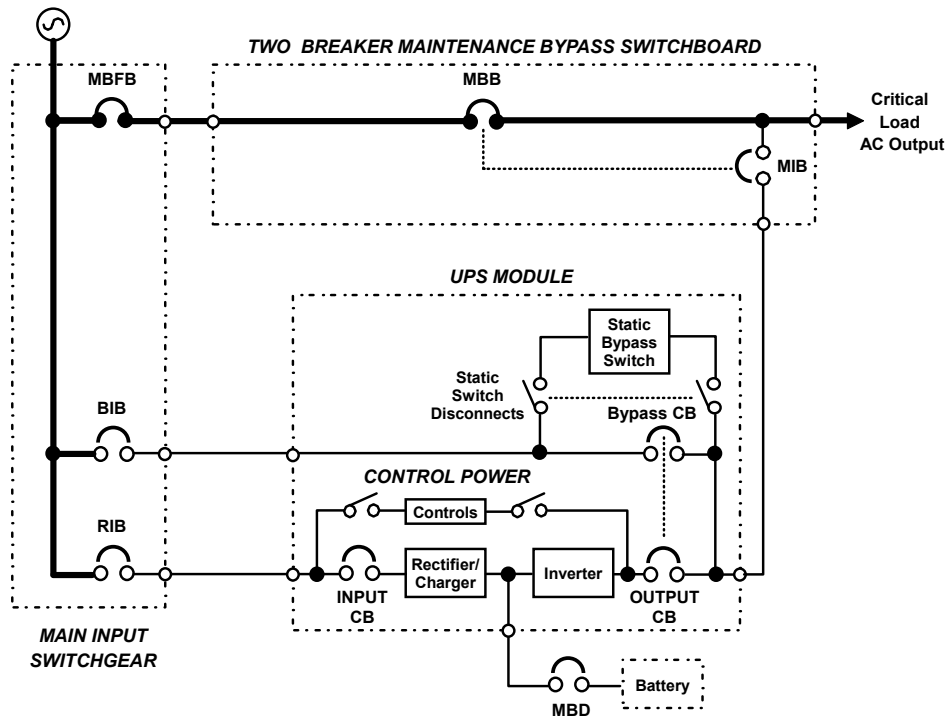 TWO BREAKER MAINTENANCE BYPASS SWITCHBOARD
MBFB
MBB
Critical
Load
AC Output
MIB
UPS MODULE
Static
Bypass
Switch
Static
Switch
Disconnects
Bypass CB
BIB
CONTROL POWER
Controls
RIB
Rectifier/
Charger
Inverter
INPUT
CB
OUTPUT
CB
MAIN INPUT
SWITCHGEAR
Battery
MBD